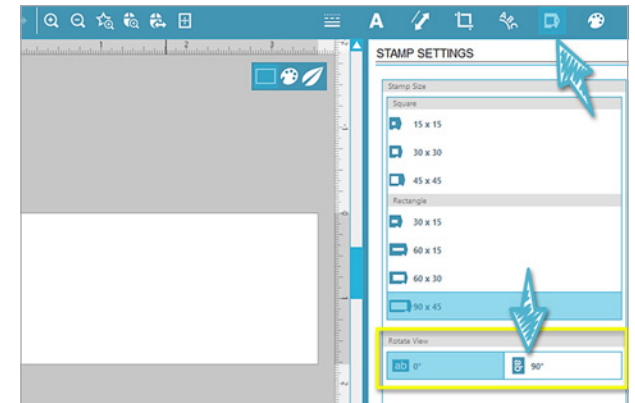 A
1 2 3
STAMP SETTINGS
Stamp Size
Square
15 x 15
30 x 30
45 x 45
Rectangle
30 x 15
60 x 15
60 x 30
90 x 45
Rotate View
ab 0°
ab 90°